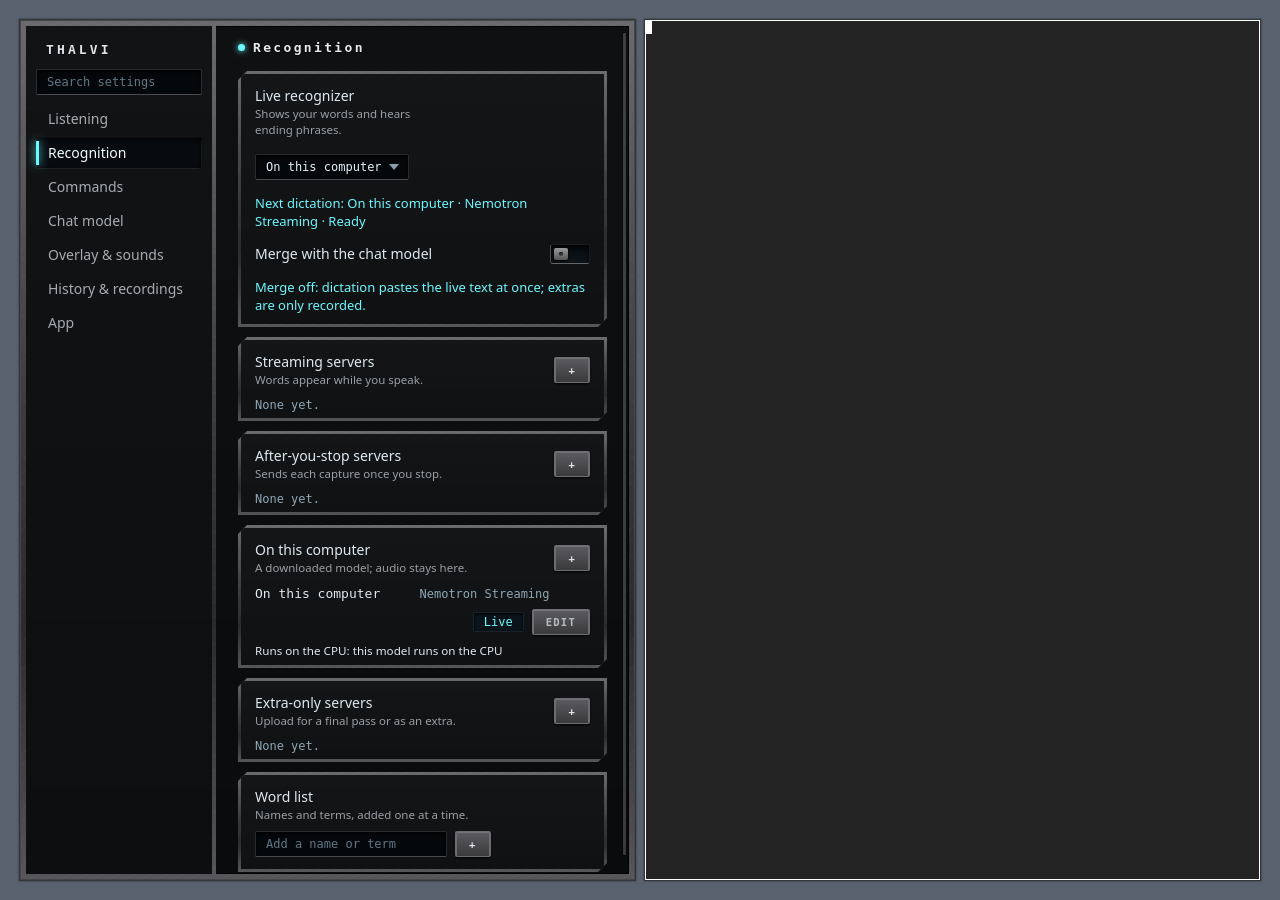 THALVI
Search settings
Listening
Recognition
Commands
Chat model
Overlay & sounds
History & recordings
App
Recognition
Live recognizer
Shows your words and hears
ending phrases.
On this computer
Next dictation: On this computer · Nemotron
Streaming · Ready
Merge with the chat model
Merge off: dictation pastes the live text at once; extras
are only recorded.
Streaming servers
+
Words appear while you speak.
None yet.
After-you-stop servers
+
Sends each capture once you stop.
None yet.
On this computer
+
A downloaded model; audio stays here.
On this computer Nemotron Streaming
Live EDIT
Runs on the CPU: this model runs on the CPU
Extra-only servers
+
Upload for a final pass or as an extra.
None yet.
Word list
Names and terms, added one at a time.
Add a name or term +